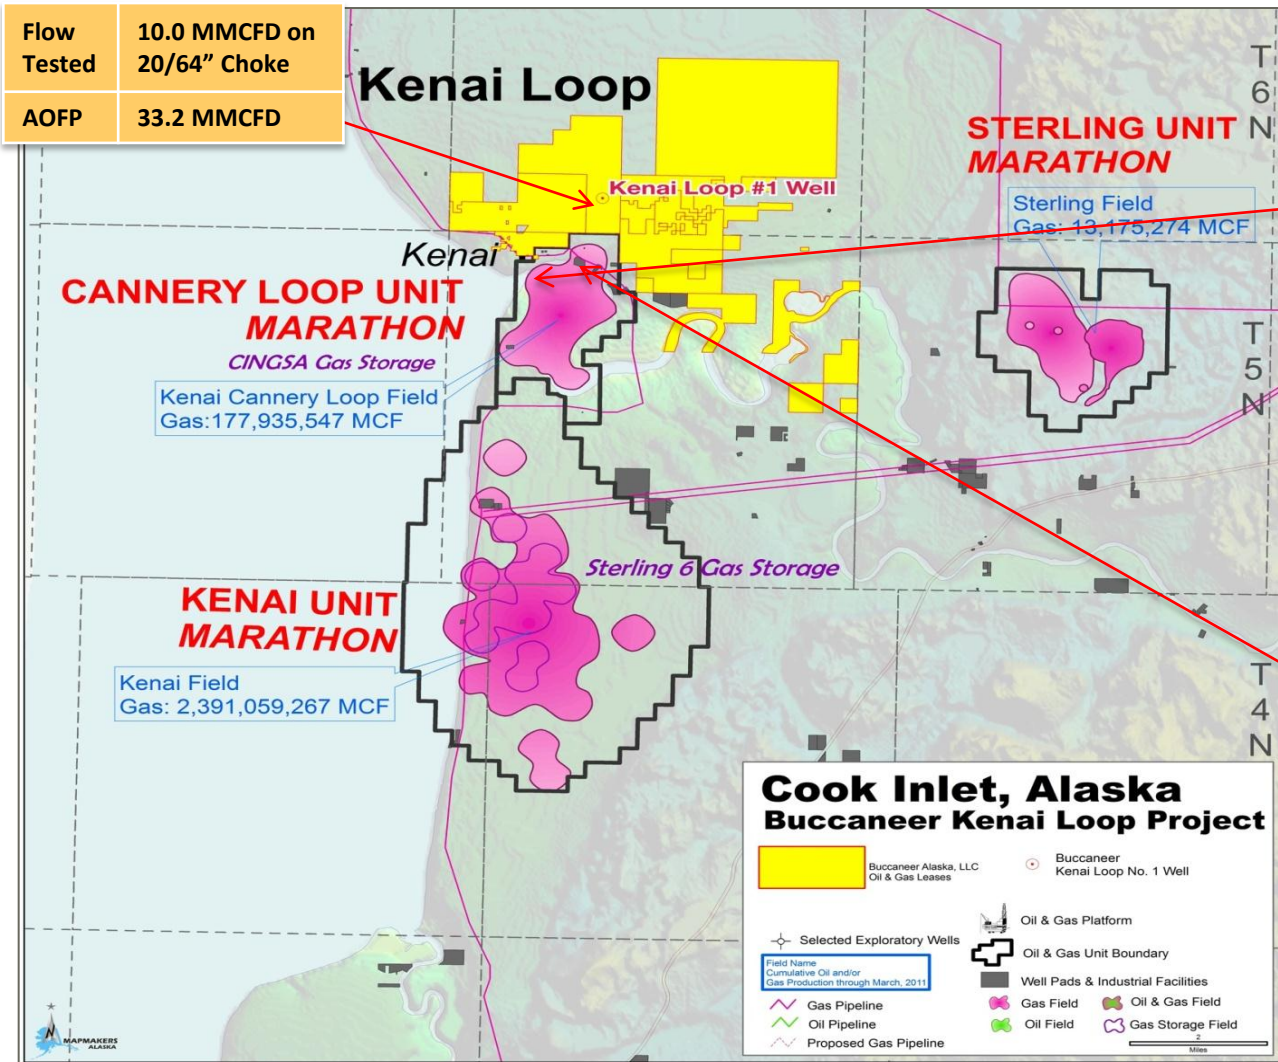 Flow Tested
10.0 MMCFD on 20/64” Choke
AOFP
33.2 MMCFD
Kenai Loop
T
6
N
STERLING UNIT
MARATHON
Kenai Loop #1 Well
Sterling Field
Gas: 13,175,274 MCF
Kenai
CANNERY LOOP UNIT
MARATHON
CINGSA Gas Storage
Kenai Cannery Loop Field
Gas:177,935,547 MCF
T
5
N
Sterling 6 Gas Storage
KENAI UNIT
MARATHON
Kenai Field
Gas: 2,391,059,267 MCF
T
4
N
Cook Inlet, Alaska
Buccaneer Kenai Loop Project
Buccaneer Alaska, LLC
Oil & Gas Leases
Buccaneer
Kenai Loop No. 1 Well
Oil & Gas Platform
Selected Exploratory Wells
Oil & Gas Unit Boundary
Field Name
Cumulative Oil and/or
Gas Production through March, 2011
Well Pads & Industrial Facilities
Gas Pipeline
Gas Field
Oil & Gas Field
Oil Pipeline
Oil Field
Gas Storage Field
Proposed Gas Pipeline
2
Miles
N
MAPMAKERS
ALASKA